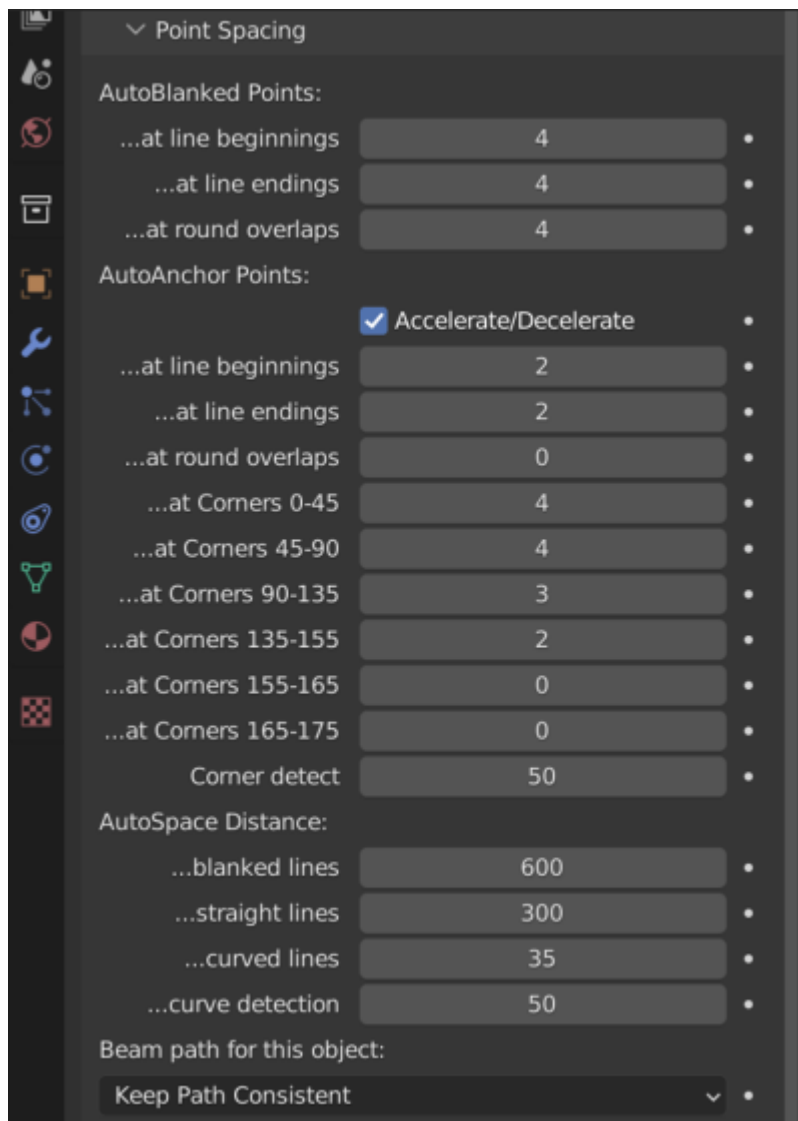 Point Spacing
AutoBlanked Points:
...at line beginnings 4
...at line endings 4
...at round overlaps 4
AutoAnchor Points:
Accelerate/Decelerate
...at line beginnings 2
...at line endings 2
...at round overlaps 0
...at Corners 0-45 4
...at Corners 45-90 4
...at Corners 90-135 3
...at Corners 135-155 2
...at Corners 155-165 0
...at Corners 165-175 0
Corner detect 50
AutoSpace Distance:
...blanked lines 600
...straight lines 300
...curved lines 35
...curve detection 50
Beam path for this object:
Keep Path Consistent